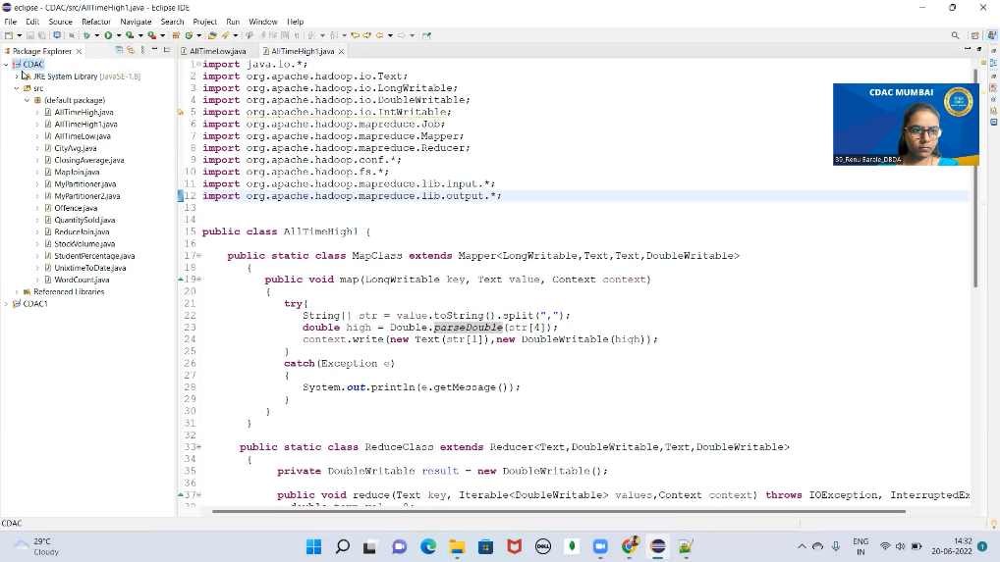 eclipse - CDAC/src/AllTimeHigh1.java - Eclipse IDE
File Edit Source Refactor Navigate Search Project Run Window Help
Package Explorer
AllTimeLow.java
AllTimeHigh1.java
CDAC
JRE System Library [JavaSE-1.8]
src
(default package)
AllTimeHigh.java
AllTimeHigh1.java
AllTimeLow.java
CityAvg.java
ClosingAverage.java
MapJoin.java
MyPartitioner.java
MyPartitioner2.java
Offence.java
QuantitySold.java
ReduceJoin.java
StockVolume.java
StudentPercentage.java
UnixtimeToDate.java
WordCount.java
Referenced Libraries
CDAC1
1 import java.io.*;
2 import org.apache.hadoop.io.Text;
3 import org.apache.hadoop.io.LongWritable;
4 import org.apache.hadoop.io.DoubleWritable;
5 import org.apache.hadoop.io.IntWritable;
6 import org.apache.hadoop.mapreduce.Job;
7 import org.apache.hadoop.mapreduce.Mapper;
8 import org.apache.hadoop.mapreduce.Reducer;
9 import org.apache.hadoop.conf.*;
10 import org.apache.hadoop.fs.*;
11 import org.apache.hadoop.mapreduce.lib.input.*;
12 import org.apache.hadoop.mapreduce.lib.output.*;
13
14
15 public class AllTimeHigh1 {
16
17 public static class MapClass extends Mapper<LongWritable,Text,Text,DoubleWritable>
18 {
19 public void map(LongWritable key, Text value, Context context)
20 {
21 try{
22 String[] str = value.toString().split(",");
23 double high = Double.parseDouble(str[4]);
24 context.write(new Text(str[1]),new DoubleWritable(high));
25 }
26 catch(Exception e)
27 {
28 System.out.println(e.getMessage());
29 }
30 }
31 }
32
33 public static class ReduceClass extends Reducer<Text,DoubleWritable,Text,DoubleWritable>
34 {
35 private DoubleWritable result = new DoubleWritable();
36
37 public void reduce(Text key, Iterable<DoubleWritable> values,Context context) throws IOException, InterruptedEx
CDAC MUMBAI
39_Renu Barale_DBDA
CDAC
29°C
Cloudy
DELL
ENG
IN
14:32
20-06-2022
1